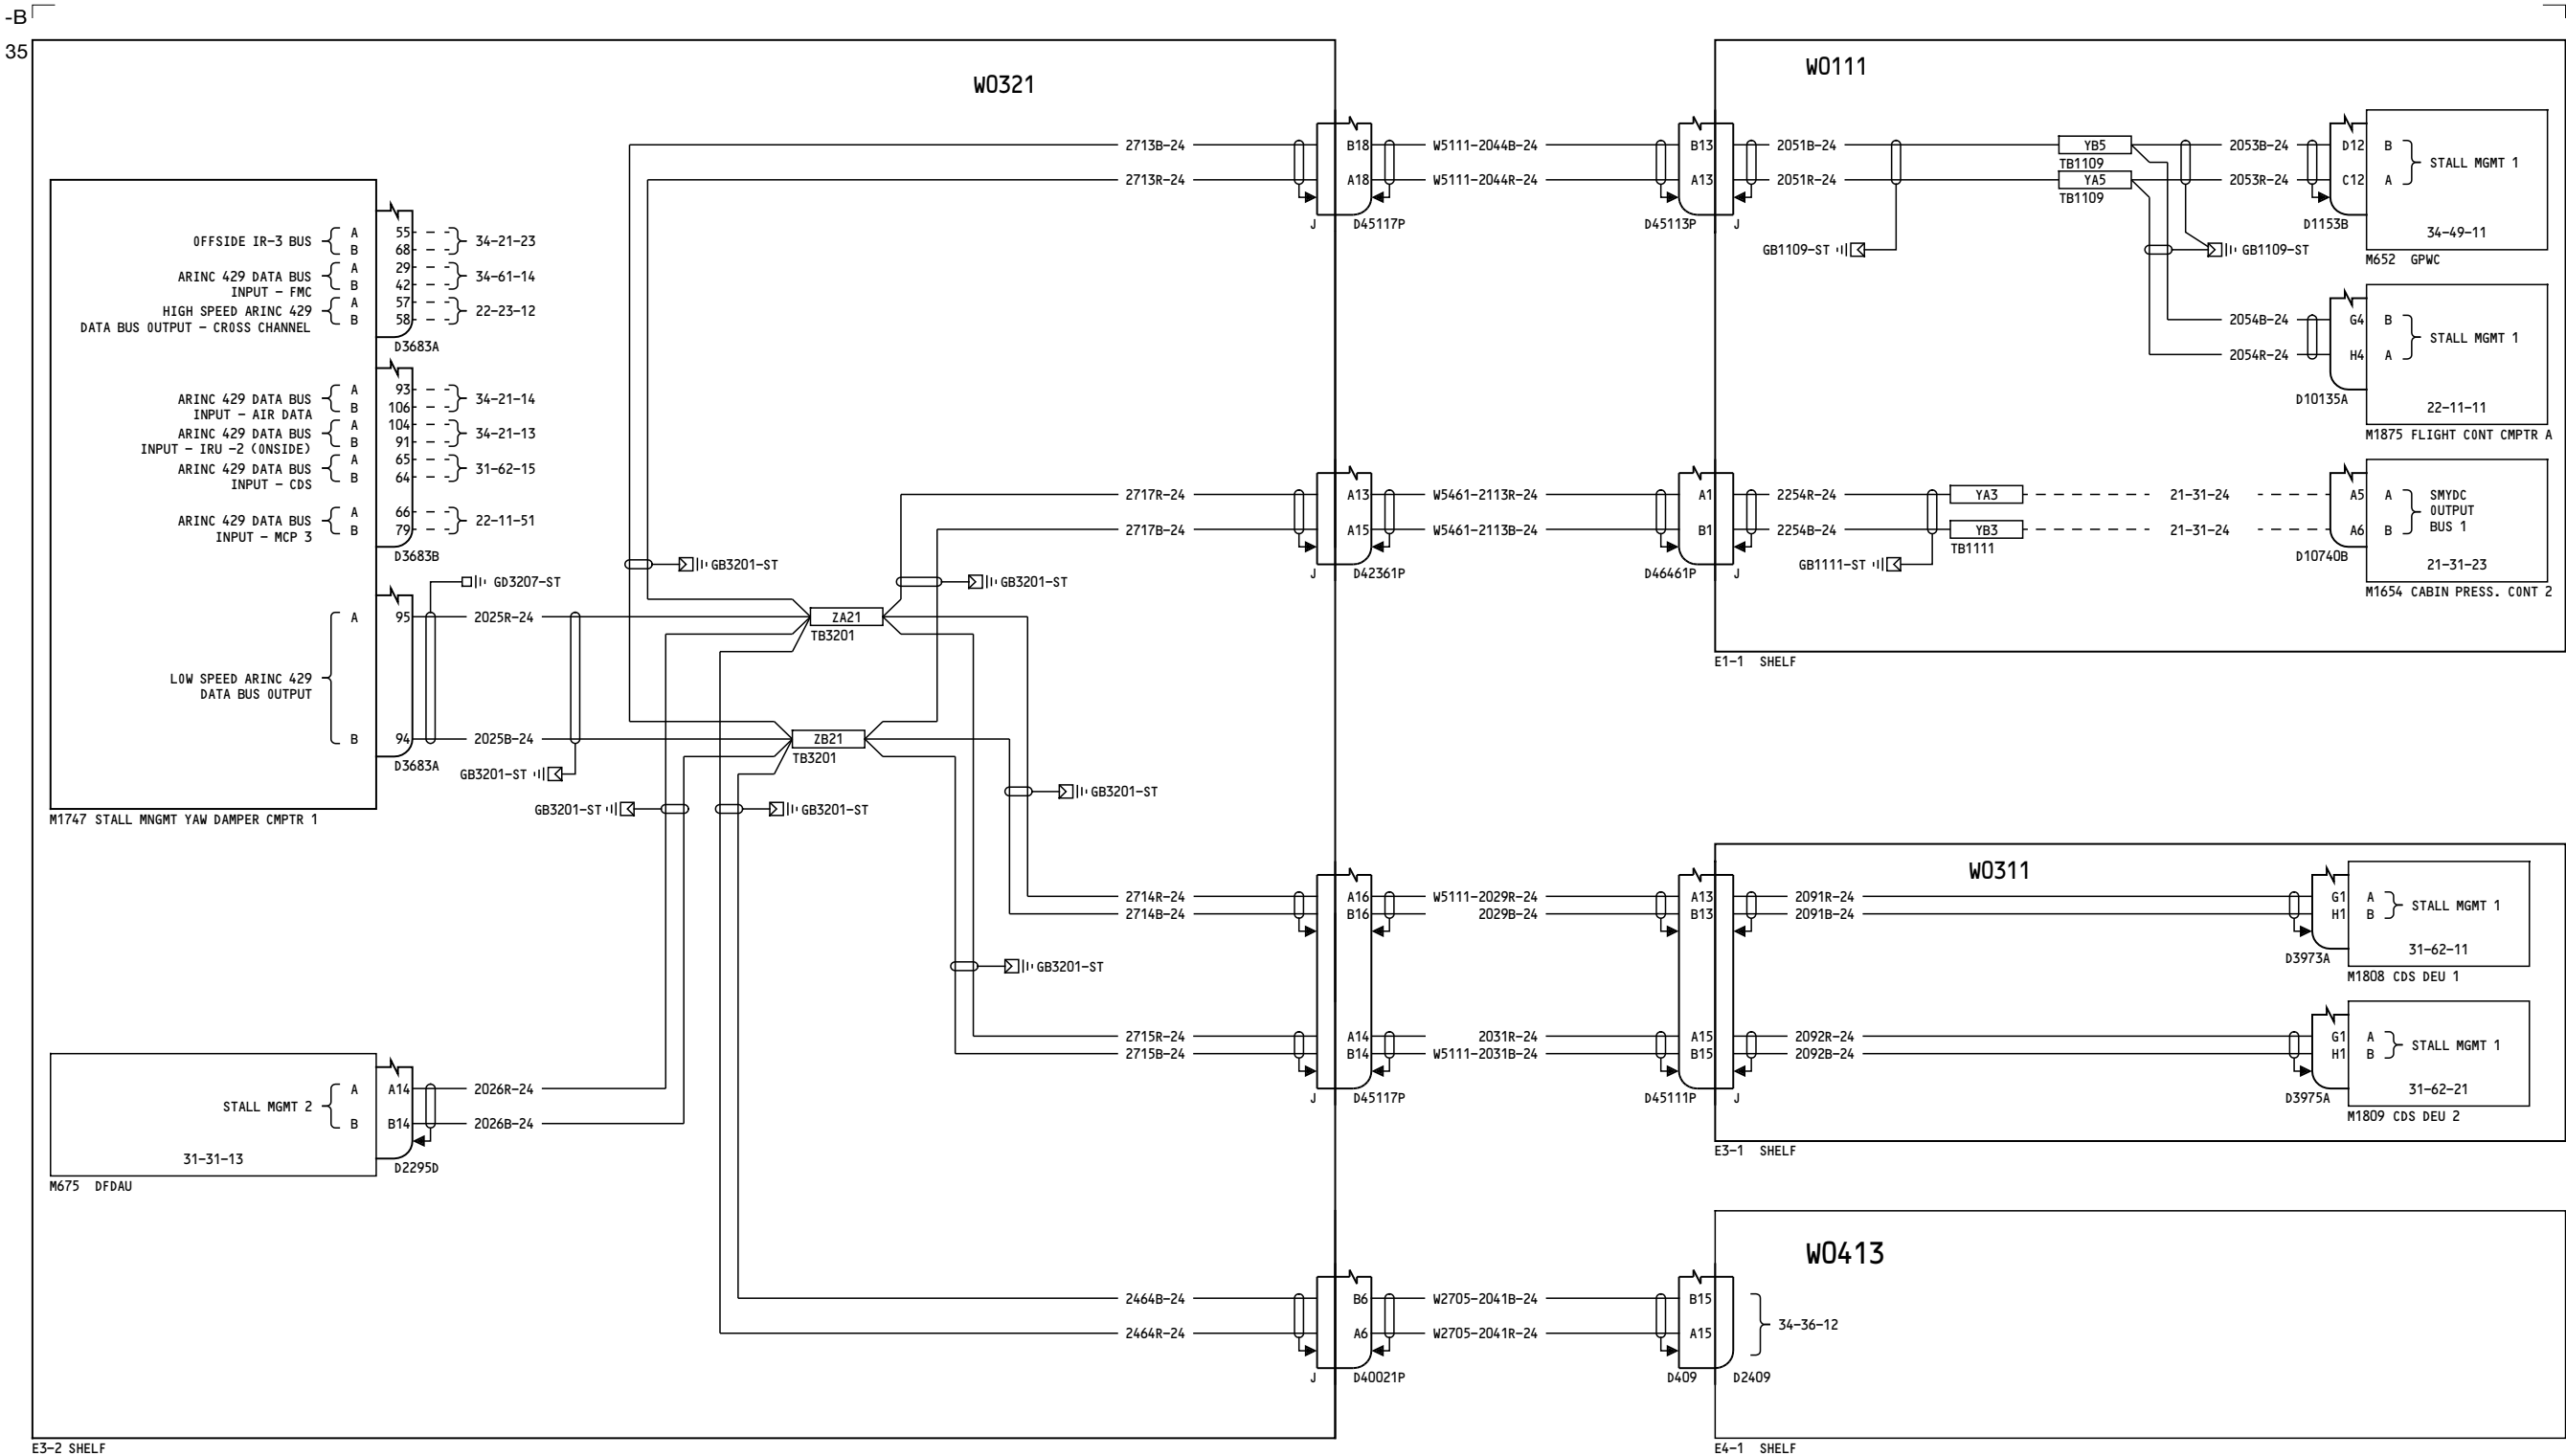 -B
35
W0321
W0111
2713B-24
B18
W5111-2044B-24
B13
2051B-24
YB5
TB1109
2053B-24
D12
B
STALL MGMT 1
2713R-24
A18
W5111-2044R-24
A13
2051R-24
YA5
TB1109
2053R-24
C12
A
J
D45117P
D45113P
J
D1153B
34-49-11
GB1109-ST
GB1109-ST
M652 GPWC
OFFSIDE IR-3 BUS
A
B
55
68
34-21-23
ARINC 429 DATA BUS
INPUT - FMC
A
B
29
42
34-61-14
HIGH SPEED ARINC 429
DATA BUS OUTPUT - CROSS CHANNEL
A
B
57
58
22-23-12
D3683A
2054B-24
G4
B
STALL MGMT 1
2054R-24
H4
A
D10135A
22-11-11
M1875 FLIGHT CONT CMPTR A
ARINC 429 DATA BUS
INPUT - AIR DATA
A
B
93
106
34-21-14
ARINC 429 DATA BUS
INPUT - IRU -2 (ONSIDE)
A
B
104
91
34-21-13
ARINC 429 DATA BUS
INPUT - CDS
A
B
65
64
31-62-15
ARINC 429 DATA BUS
INPUT - MCP 3
A
B
66
79
22-11-51
D3683B
2717R-24
A13
W5461-2113R-24
A1
2254R-24
YA3
21-31-24
A5
A
SMYDC
OUTPUT
BUS 1
2717B-24
A15
W5461-2113B-24
B1
2254B-24
YB3
TB1111
21-31-24
A6
B
J
D42361P
D46461P
J
GB1111-ST
D10740B
21-31-23
M1654 CABIN PRESS. CONT 2
GB3201-ST
GB3201-ST
GD3207-ST
A
95
2025R-24
ZA21
TB3201
E1-1 SHELF
LOW SPEED ARINC 429
DATA BUS OUTPUT
B
94
2025B-24
ZB21
TB3201
D3683A
GB3201-ST
GB3201-ST
GB3201-ST
GB3201-ST
M1747 STALL MNGMT YAW DAMPER CMPTR 1
W0311
2714R-24
A16
W5111-2029R-24
A13
2091R-24
G1
A
STALL MGMT 1
2714B-24
B16
2029B-24
B13
2091B-24
H1
B
31-62-11
D3973A
M1808 CDS DEU 1
GB3201-ST
2715R-24
A14
2031R-24
A15
2092R-24
G1
A
STALL MGMT 1
2715B-24
B14
W5111-2031B-24
B15
2092B-24
H1
B
J
D45117P
D45111P
J
31-62-21
D3975A
M1809 CDS DEU 2
E3-1 SHELF
STALL MGMT 2
A
A14
2026R-24
B
B14
2026B-24
31-31-13
D2295D
M675 DFDAU
W0413
2464B-24
B6
W2705-2041B-24
B15
34-36-12
2464R-24
A6
W2705-2041R-24
A15
J
D40021P
D409
D2409
E3-2 SHELF
E4-1 SHELF